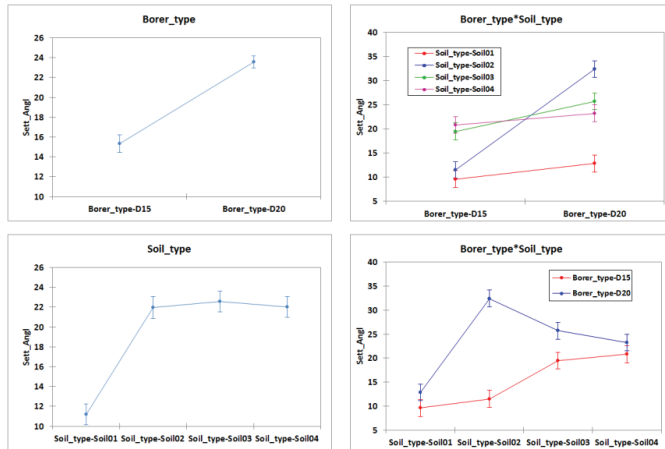 Borer_type
26
24
22
20
18
16
14
12
10
Sett_Angl
Borer_type-D15 Borer_type-D20
Borer_type*Soil_type
40
35
30
25
20
15
10
5
Sett_Angl
Soil_type-Soil01
Soil_type-Soil02
Soil_type-Soil03
Soil_type-Soil04
Borer_type-D15 Borer_type-D20
Soil_type
26
24
22
20
18
16
14
12
10
Sett_Angl
Soil_type-Soil01 Soil_type-Soil02 Soil_type-Soil03 Soil_type-Soil04
Borer_type*Soil_type
40
35
30
25
20
15
10
5
Sett_Angl
Borer_type-D15
Borer_type-D20
Soil_type-Soil01 Soil_type-Soil02 Soil_type-Soil03 Soil_type-Soil04